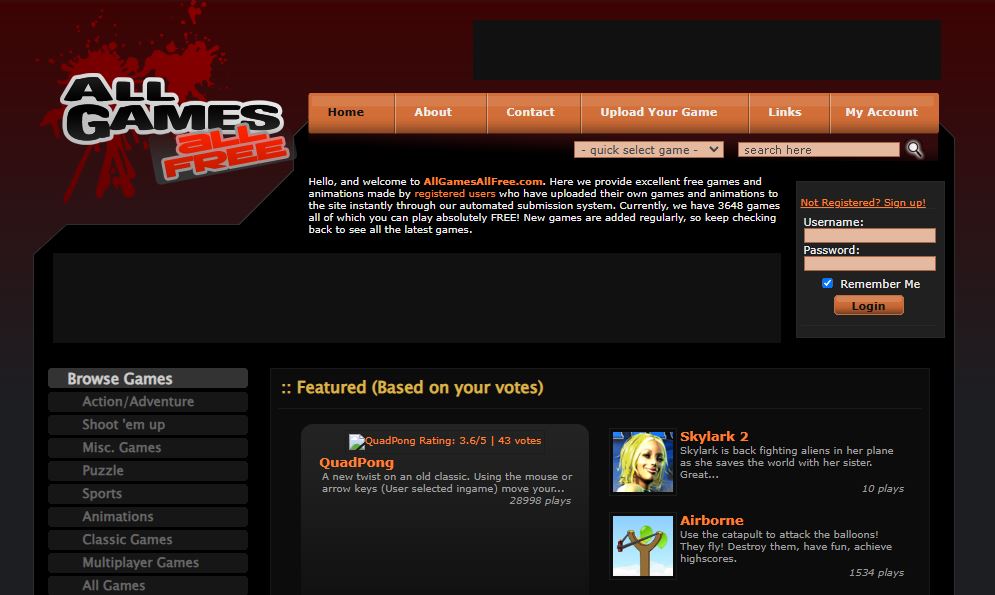 ALL
GAMES
ALL
FREE
Home
About
Contact
Upload Your Game
Links
My Account
- quick select game -
search here
Hello, and welcome to AllGamesAllFree.com. Here we provide excellent free games and
animations made by registered users who have uploaded their own games and animations to
the site instantly through our automated submission system. Currently, we have 3648 games
all of which you can play absolutely FREE! New games are added regularly, so keep checking
back to see all the latest games.
Not Registered? Sign up!
Username:
Password:
Remember Me
Login
Browse Games
Action/Adventure
Shoot 'em up
Misc. Games
Puzzle
Sports
Animations
Classic Games
Multiplayer Games
All Games
:: Featured (Based on your votes)
QuadPong Rating: 3.6/5 | 43 votes
QuadPong
A new twist on an old classic. Using the mouse or
arrow keys (User selected ingame) move your...
28998 plays
Skylark 2
Skylark is back fighting aliens in her plane
as she saves the world with her sister.
Great...
10 plays
Airborne
Use the catapult to attack the balloons!
They fly! Destroy them, have fun, achieve
highscores.
1534 plays